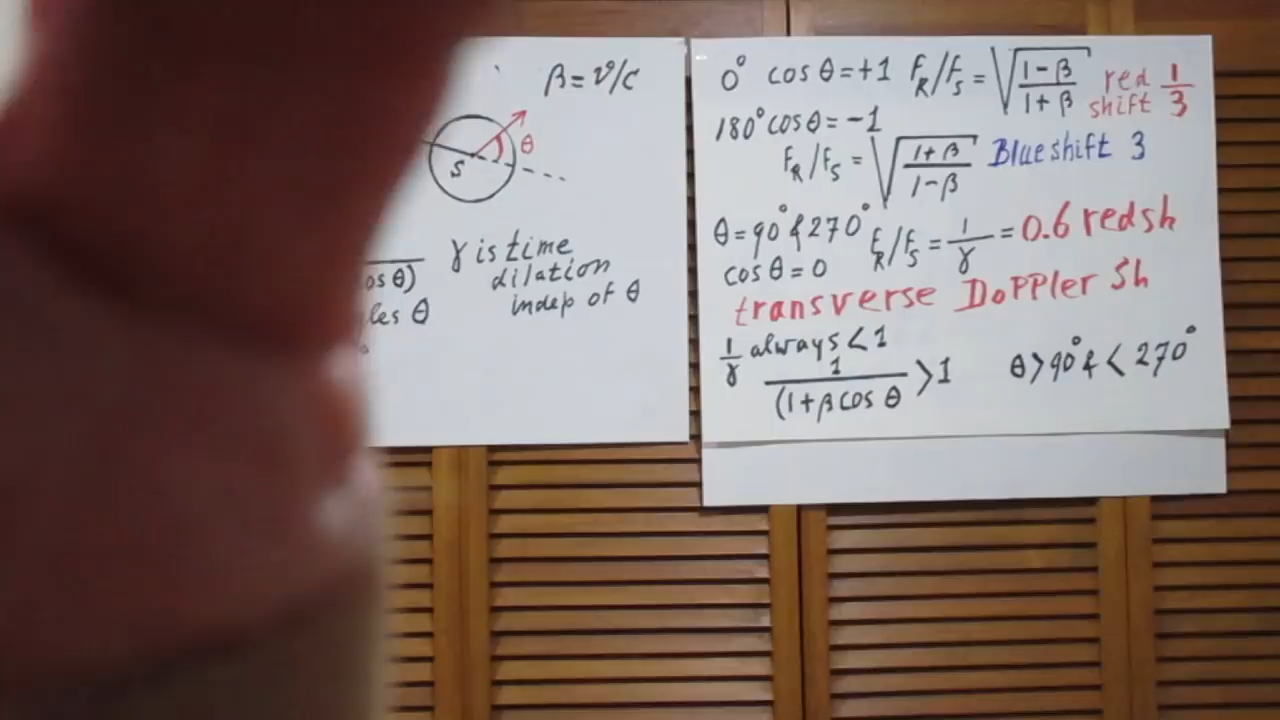 β = v/c
θ
S
os θ)
les θ
γ is time
dilation
indep of θ
0° cos θ = +1 F_R/F_S = √((1-β)/(1+β)) red shift 1/3
180° cos θ = -1
F_R/F_S = √((1+β)/(1-β)) Blueshift 3
θ = 90° & 270° F_R/F_S = 1/γ = 0.6 redsh
cos θ = 0
transverse DoPPler Sh
1/γ always < 1
1/(1+β cos θ > 1 θ > 90° & < 270°